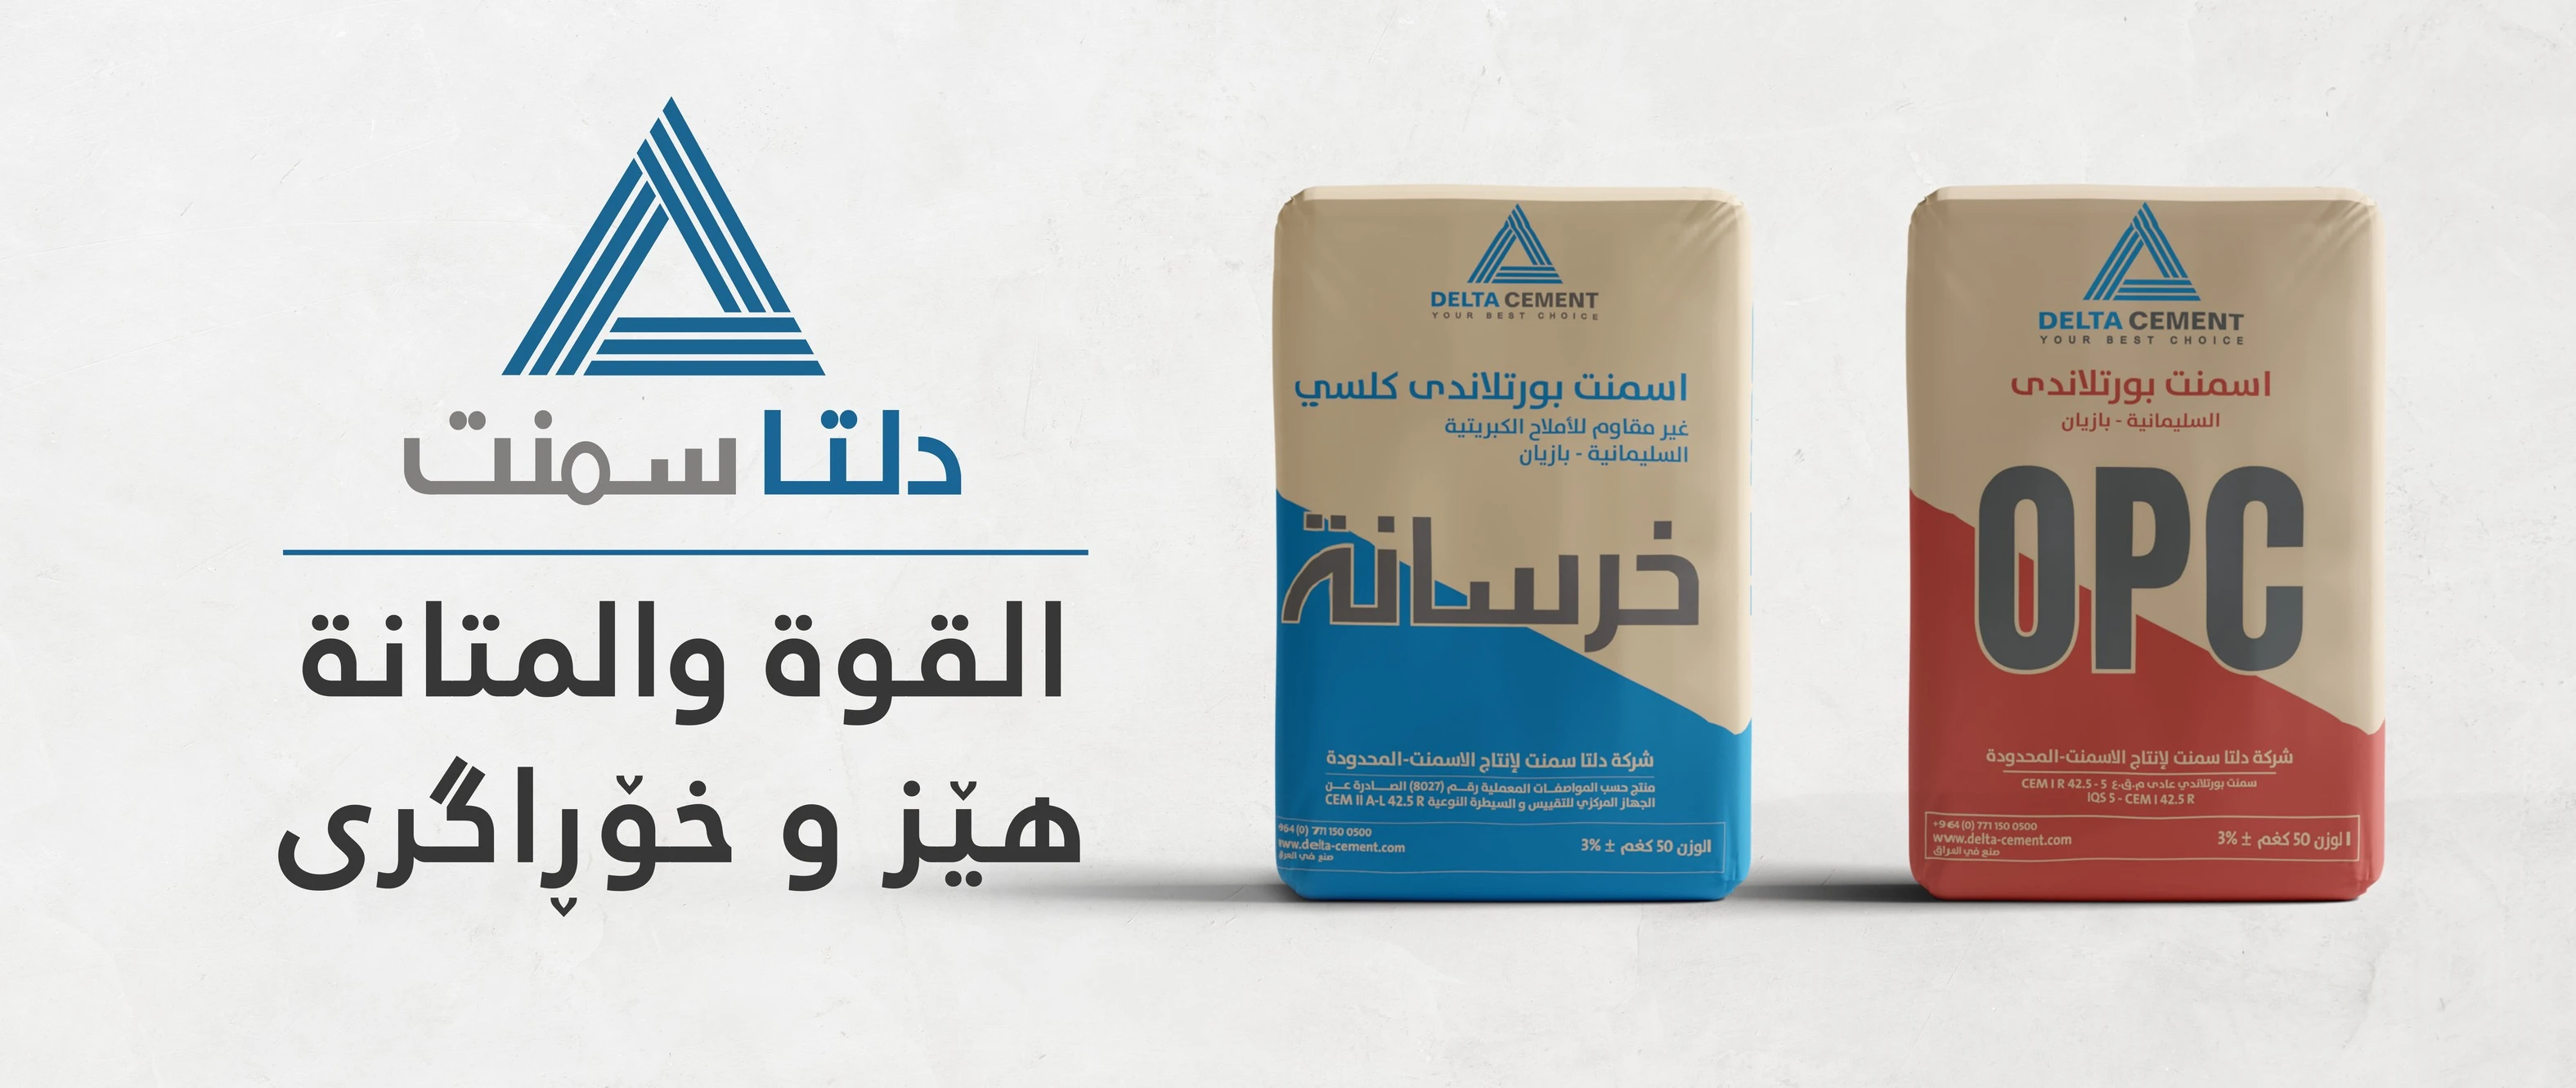 دلتا سمنت
القوة والمتانة
هێز و خۆڕاگری
DELTA CEMENT
YOUR BEST CHOICE
اسمنت بورتلاندی كلسي
غير مقاوم للأملاح الكبريتية
السليمانية - بازيان
خرسانة
شركة دلتا سمنت لإنتاج الاسمنت-المحدودة
منتج حسب المواصفات المعملية رقم (8027) الصادرة عن
الجهاز المركزي للتقييس و السيطرة النوعية CEM II A-L 42.5 R
+964 (0) 771 150 0500
www.delta-cement.com
صنع في العراق
الوزن 50 كغم ± 3%
DELTA CEMENT
YOUR BEST CHOICE
اسمنت بورتلاندی
السليمانية - بازيان
OPC
شركة دلتا سمنت لإنتاج الاسمنت-المحدودة
سمنت بورتلاندي عادي م.ق.ع 5 - CEM I R 42.5
IQS 5 - CEM I 42.5 R
+964 (0) 771 150 0500
www.delta-cement.com
صنع في العراق
الوزن 50 كغم ± 3%